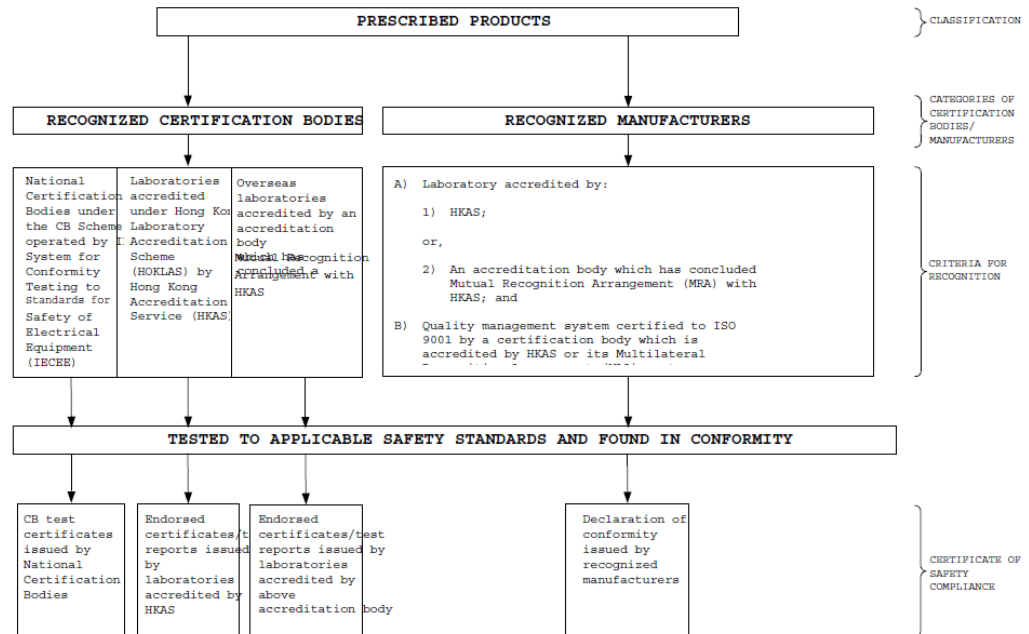 PRESCRIBED PRODUCTS
CLASSIFICATION
RECOGNIZED CERTIFICATION BODIES
RECOGNIZED MANUFACTURERS
CATEGORIES OF
CERTIFICATION
BODIES/
MANUFACTURERS
National
Certification
Bodies under
the CB Scheme
operated by
System for
Conformity
Testing to
Standards for
Safety of
Electrical
Equipment
(IECEE)
Laboratories
accredited
under Hong
Laboratory
Accreditation
Scheme
(HOKLAS) by
Hong Kong
Accreditation
Service (HKAS)
Overseas
laboratories
accredited by an
accreditation
body
which has
concluded a
Mutual Recognition
Arrangement with
HKAS
A) Laboratory accredited by:
1) HKAS;
or,
2) An accreditation body which has concluded
Mutual Recognition Arrangement (MRA) with
HKAS; and
B) Quality management system certified to ISO
9001 by a certification body which is
accredited by HKAS or its Multilateral
CRITERIA FOR
RECOGNITION
TESTED TO APPLICABLE SAFETY STANDARDS AND FOUND IN CONFORMITY
CB test
certificates
issued by
National
Certification
Bodies
Endorsed
certificates/t
reports issued
by
laboratories
accredited by
HKAS
Endorsed
certificates/test
reports issued by
laboratories
accredited by
above
accreditation body
Declaration of
conformity
issued by
recognized
manufacturers
CERTIFICATE OF
SAFETY
COMPLIANCE